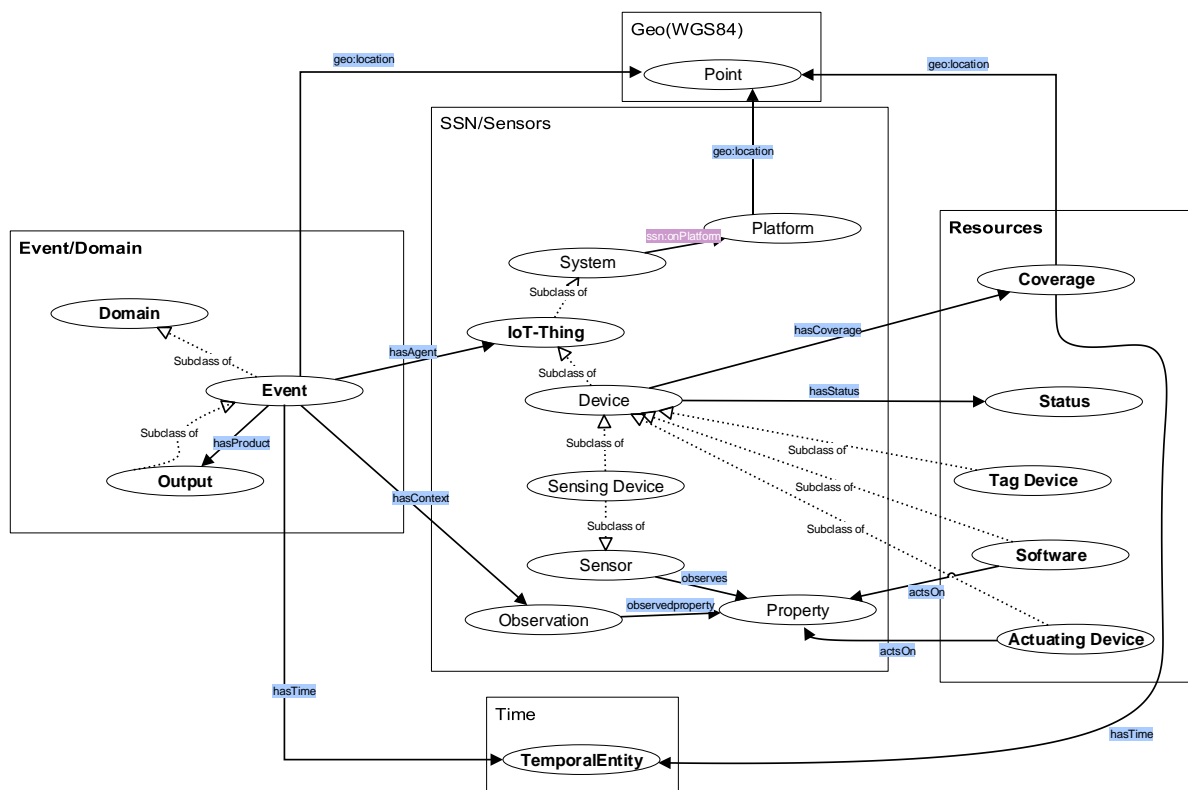 Geo(WGS84)
geo:location
Point
geo:location
SSN/Sensors
geo:location
Platform
ssn:onPlatform
System
Subclass of
Event/Domain
Domain
Subclass of
Event
Subclass of
hasProduct
Output
hasAgent
IoT-Thing
Subclass of
Device
hasContext
Subclass of
Sensing Device
Subclass of
Sensor
observes
Observation
observedproperty
Property
Resources
Coverage
hasCoverage
hasStatus
Status
Subclass of
Tag Device
Subclass of
Software
Subclass of
actsOn
Actuating Device
actsOn
hasTime
Time
TemporalEntity
hasTime